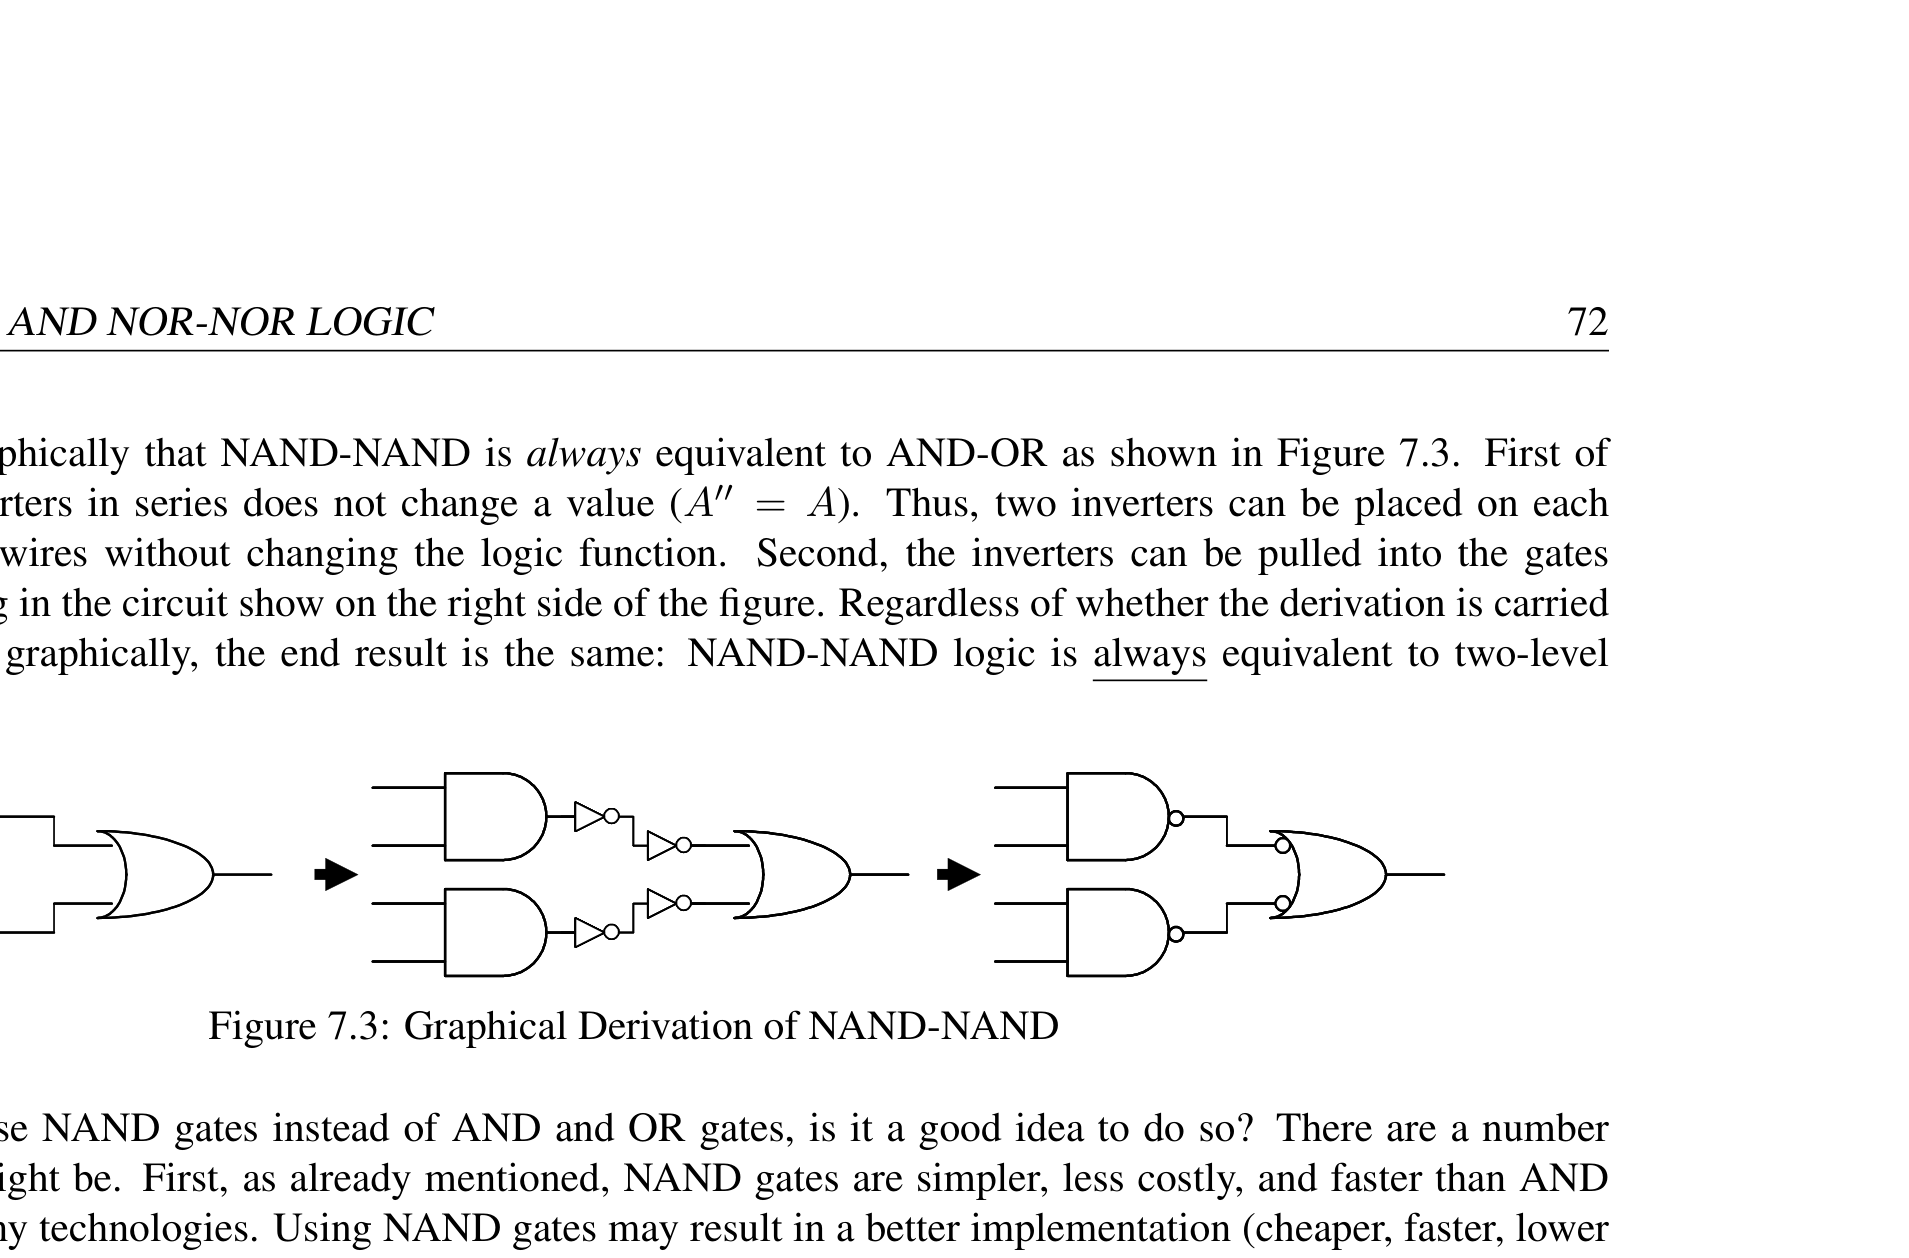 AND NOR-NOR LOGIC 72
phically that NAND-NAND is always equivalent to AND-OR as shown in Figure 7.3. First of
rters in series does not change a value (A′′ = A). Thus, two inverters can be placed on each
wires without changing the logic function. Second, the inverters can be pulled into the gates
g in the circuit show on the right side of the figure. Regardless of whether the derivation is carried
graphically, the end result is the same: NAND-NAND logic is always equivalent to two-level
Figure 7.3: Graphical Derivation of NAND-NAND
se NAND gates instead of AND and OR gates, is it a good idea to do so? There are a number
ight be. First, as already mentioned, NAND gates are simpler, less costly, and faster than AND
ny technologies. Using NAND gates may result in a better implementation (cheaper, faster, lower